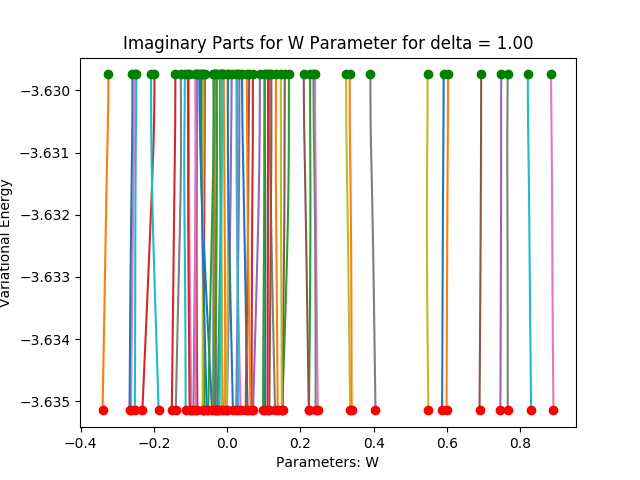 Imaginary Parts for W Parameter for delta = 1.00
Variational Energy
−3.630
−3.631
−3.632
−3.633
−3.634
−3.635
−0.4 −0.2 0.0 0.2 0.4 0.6 0.8
Parameters: W